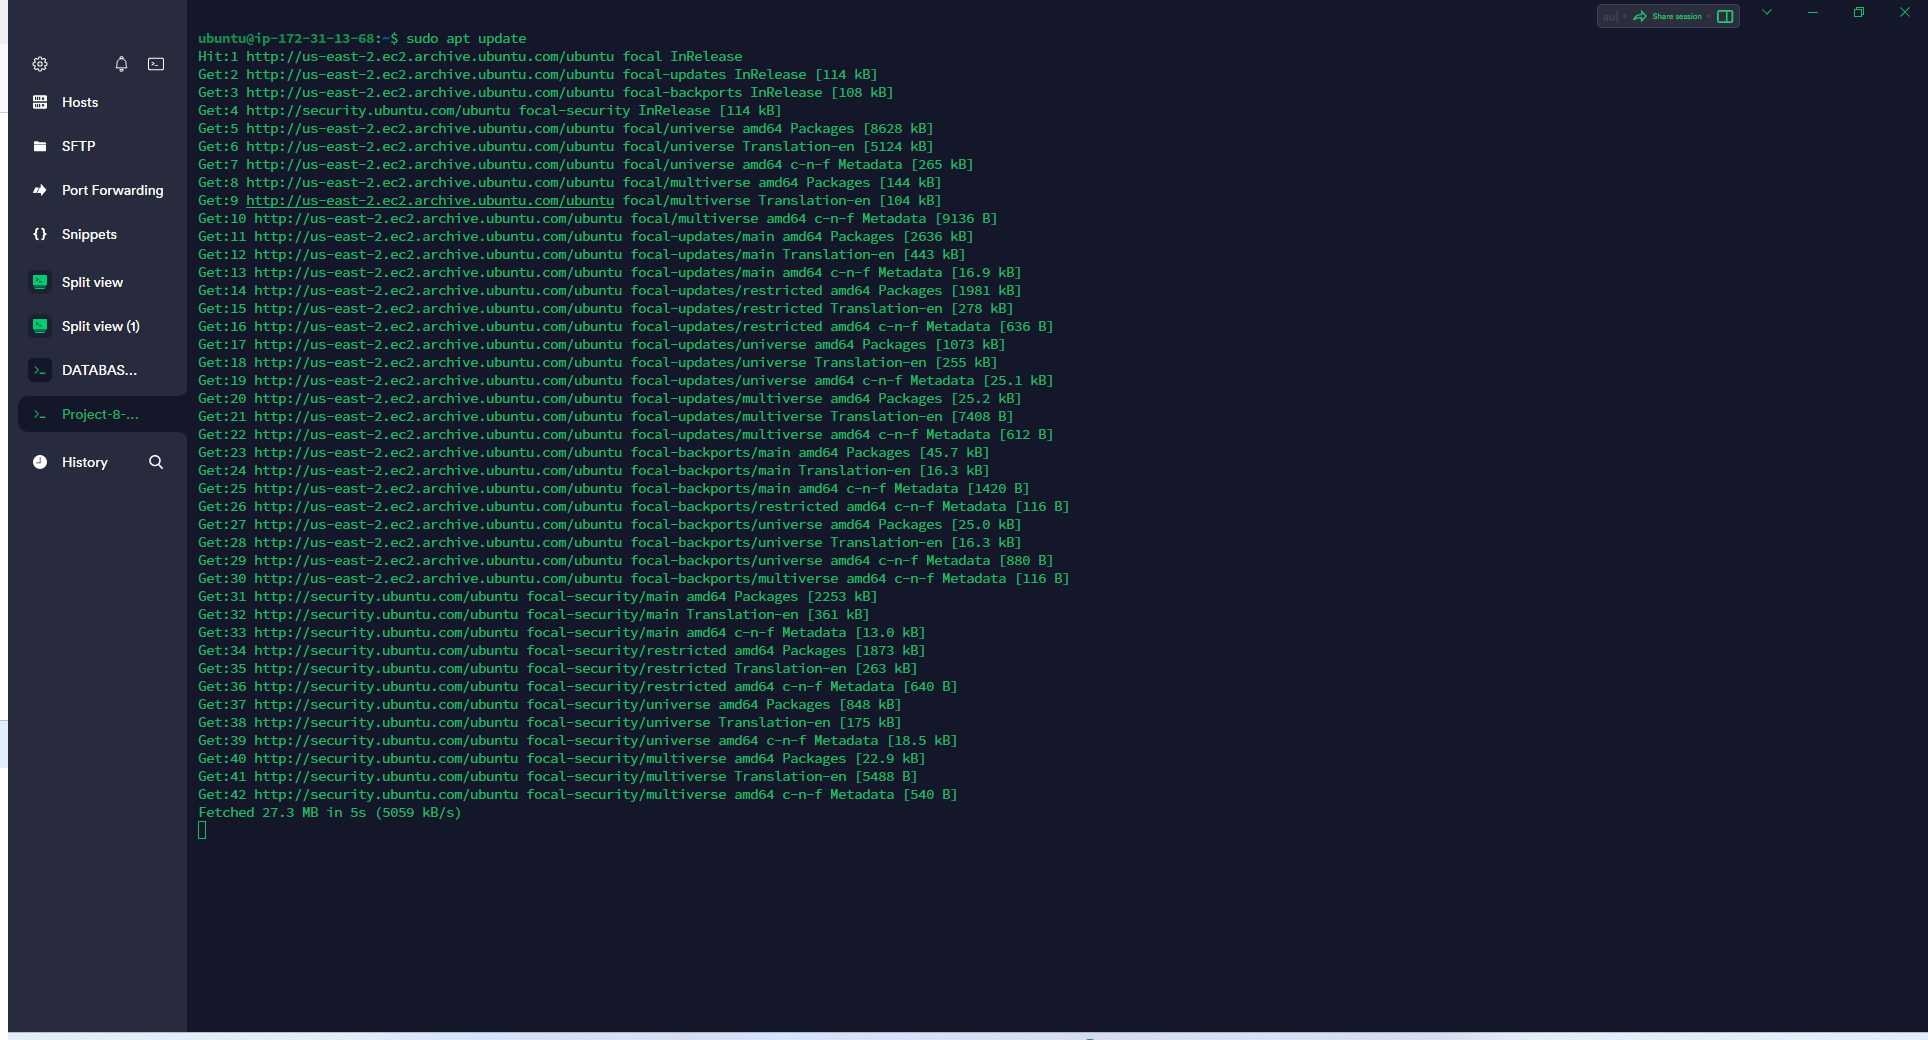 au| Share session
Hosts
SFTP
Port Forwarding
Snippets
Split view
Split view (1)
DATABAS...
Project-8-...
History
ubuntu@ip-172-31-13-68:~$ sudo apt update
Hit:1 http://us-east-2.ec2.archive.ubuntu.com/ubuntu focal InRelease
Get:2 http://us-east-2.ec2.archive.ubuntu.com/ubuntu focal-updates InRelease [114 kB]
Get:3 http://us-east-2.ec2.archive.ubuntu.com/ubuntu focal-backports InRelease [108 kB]
Get:4 http://security.ubuntu.com/ubuntu focal-security InRelease [114 kB]
Get:5 http://us-east-2.ec2.archive.ubuntu.com/ubuntu focal/universe amd64 Packages [8628 kB]
Get:6 http://us-east-2.ec2.archive.ubuntu.com/ubuntu focal/universe Translation-en [5124 kB]
Get:7 http://us-east-2.ec2.archive.ubuntu.com/ubuntu focal/universe amd64 c-n-f Metadata [265 kB]
Get:8 http://us-east-2.ec2.archive.ubuntu.com/ubuntu focal/multiverse amd64 Packages [144 kB]
Get:9 http://us-east-2.ec2.archive.ubuntu.com/ubuntu focal/multiverse Translation-en [104 kB]
Get:10 http://us-east-2.ec2.archive.ubuntu.com/ubuntu focal/multiverse amd64 c-n-f Metadata [9136 B]
Get:11 http://us-east-2.ec2.archive.ubuntu.com/ubuntu focal-updates/main amd64 Packages [2636 kB]
Get:12 http://us-east-2.ec2.archive.ubuntu.com/ubuntu focal-updates/main Translation-en [443 kB]
Get:13 http://us-east-2.ec2.archive.ubuntu.com/ubuntu focal-updates/main amd64 c-n-f Metadata [16.9 kB]
Get:14 http://us-east-2.ec2.archive.ubuntu.com/ubuntu focal-updates/restricted amd64 Packages [1981 kB]
Get:15 http://us-east-2.ec2.archive.ubuntu.com/ubuntu focal-updates/restricted Translation-en [278 kB]
Get:16 http://us-east-2.ec2.archive.ubuntu.com/ubuntu focal-updates/restricted amd64 c-n-f Metadata [636 B]
Get:17 http://us-east-2.ec2.archive.ubuntu.com/ubuntu focal-updates/universe amd64 Packages [1073 kB]
Get:18 http://us-east-2.ec2.archive.ubuntu.com/ubuntu focal-updates/universe Translation-en [255 kB]
Get:19 http://us-east-2.ec2.archive.ubuntu.com/ubuntu focal-updates/universe amd64 c-n-f Metadata [25.1 kB]
Get:20 http://us-east-2.ec2.archive.ubuntu.com/ubuntu focal-updates/multiverse amd64 Packages [25.2 kB]
Get:21 http://us-east-2.ec2.archive.ubuntu.com/ubuntu focal-updates/multiverse Translation-en [7408 B]
Get:22 http://us-east-2.ec2.archive.ubuntu.com/ubuntu focal-updates/multiverse amd64 c-n-f Metadata [612 B]
Get:23 http://us-east-2.ec2.archive.ubuntu.com/ubuntu focal-backports/main amd64 Packages [45.7 kB]
Get:24 http://us-east-2.ec2.archive.ubuntu.com/ubuntu focal-backports/main Translation-en [16.3 kB]
Get:25 http://us-east-2.ec2.archive.ubuntu.com/ubuntu focal-backports/main amd64 c-n-f Metadata [1420 B]
Get:26 http://us-east-2.ec2.archive.ubuntu.com/ubuntu focal-backports/restricted amd64 c-n-f Metadata [116 B]
Get:27 http://us-east-2.ec2.archive.ubuntu.com/ubuntu focal-backports/universe amd64 Packages [25.0 kB]
Get:28 http://us-east-2.ec2.archive.ubuntu.com/ubuntu focal-backports/universe Translation-en [16.3 kB]
Get:29 http://us-east-2.ec2.archive.ubuntu.com/ubuntu focal-backports/universe amd64 c-n-f Metadata [880 B]
Get:30 http://us-east-2.ec2.archive.ubuntu.com/ubuntu focal-backports/multiverse amd64 c-n-f Metadata [116 B]
Get:31 http://security.ubuntu.com/ubuntu focal-security/main amd64 Packages [2253 kB]
Get:32 http://security.ubuntu.com/ubuntu focal-security/main Translation-en [361 kB]
Get:33 http://security.ubuntu.com/ubuntu focal-security/main amd64 c-n-f Metadata [13.0 kB]
Get:34 http://security.ubuntu.com/ubuntu focal-security/restricted amd64 Packages [1873 kB]
Get:35 http://security.ubuntu.com/ubuntu focal-security/restricted Translation-en [263 kB]
Get:36 http://security.ubuntu.com/ubuntu focal-security/restricted amd64 c-n-f Metadata [640 B]
Get:37 http://security.ubuntu.com/ubuntu focal-security/universe amd64 Packages [848 kB]
Get:38 http://security.ubuntu.com/ubuntu focal-security/universe Translation-en [175 kB]
Get:39 http://security.ubuntu.com/ubuntu focal-security/universe amd64 c-n-f Metadata [18.5 kB]
Get:40 http://security.ubuntu.com/ubuntu focal-security/multiverse amd64 Packages [22.9 kB]
Get:41 http://security.ubuntu.com/ubuntu focal-security/multiverse Translation-en [5488 B]
Get:42 http://security.ubuntu.com/ubuntu focal-security/multiverse amd64 c-n-f Metadata [540 B]
Fetched 27.3 MB in 5s (5059 kB/s)